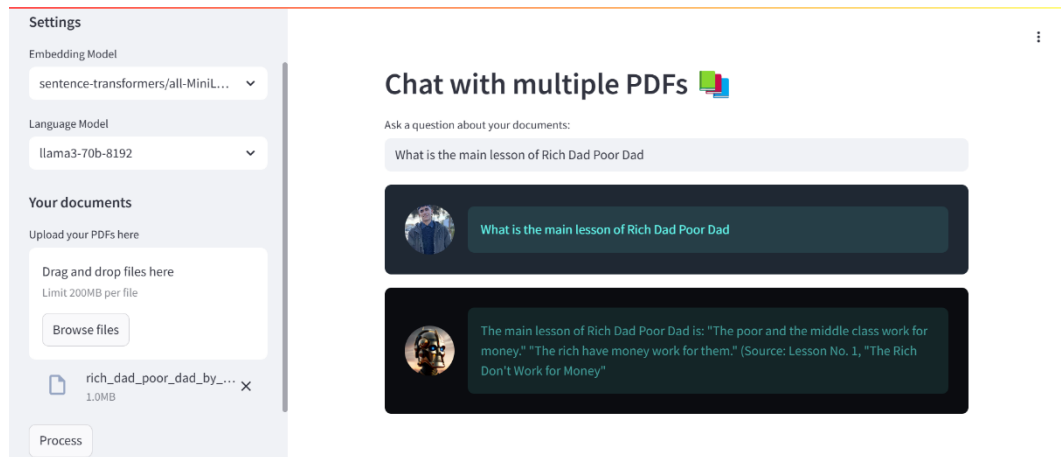 Settings
Embedding Model
sentence-transformers/all-MiniL...
Language Model
llama3-70b-8192
Your documents
Upload your PDFs here
Drag and drop files here
Limit 200MB per file
Browse files
rich_dad_poor_dad_by_...
1.0MB
Process
Chat with multiple PDFs
Ask a question about your documents:
What is the main lesson of Rich Dad Poor Dad
What is the main lesson of Rich Dad Poor Dad
The main lesson of Rich Dad Poor Dad is: "The poor and the middle class work for
money." "The rich have money work for them." (Source: Lesson No. 1, "The Rich
Don't Work for Money"